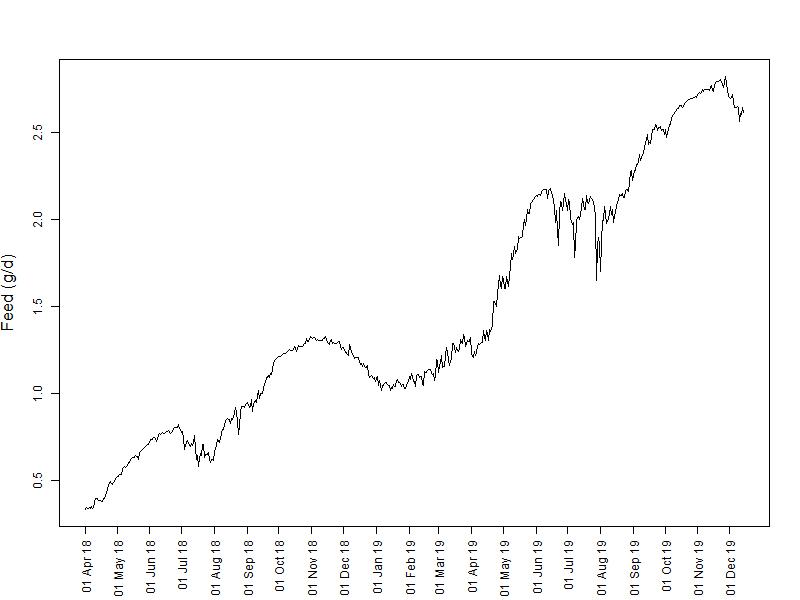 Feed (g/d)
2.5
2.0
1.5
1.0
0.5
01 Apr 18
01 May 18
01 Jun 18
01 Jul 18
01 Aug 18
01 Sep 18
01 Oct 18
01 Nov 18
01 Dec 18
01 Jan 19
01 Feb 19
01 Mar 19
01 Apr 19
01 May 19
01 Jun 19
01 Jul 19
01 Aug 19
01 Sep 19
01 Oct 19
01 Nov 19
01 Dec 19